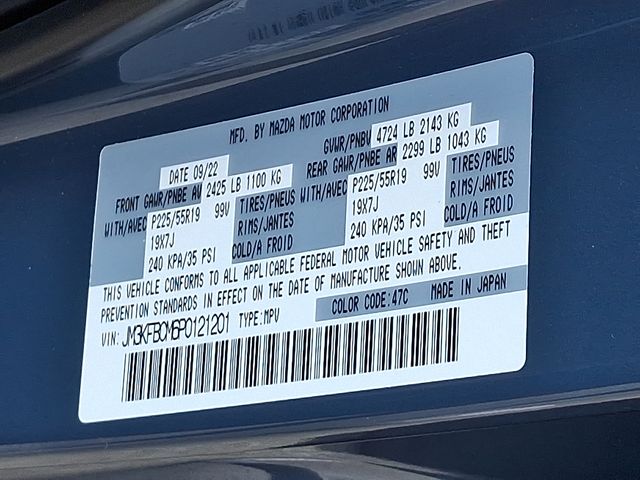 MFD. BY MAZDA MOTOR CORPORATION
DATE 09/22 GVWR/PNBV 4724 LB 2143 KG
FRONT GAWR/PNBE AV 2425 LB 1100 KG REAR GAWR/PNBE AR 2299 LB 1043 KG
WITH/AVEC P225/55R19 99V TIRES/PNEUS WITH/AVEC P225/55R19 99V TIRES/PNEUS
19X7J RIMS/JANTES 19X7J RIMS/JANTES
240 KPA/35 PSI COLD/A FROID 240 KPA/35 PSI COLD/A FROID
THIS VEHICLE CONFORMS TO ALL APPLICABLE FEDERAL MOTOR VEHICLE SAFETY AND THEFT
PREVENTION STANDARDS IN EFFECT ON THE DATE OF MANUFACTURE SHOWN ABOVE.
COLOR CODE:47C MADE IN JAPAN
VIN: JM3KFBCM6P0121201 TYPE:MPV